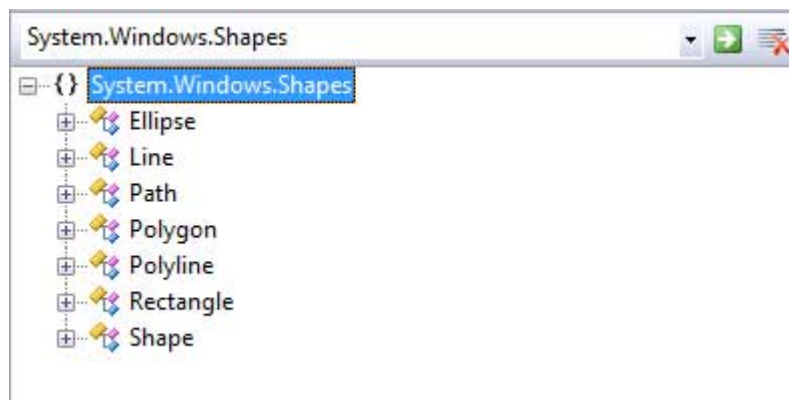 System.Windows.Shapes
{} System.Windows.Shapes
Ellipse
Line
Path
Polygon
Polyline
Rectangle
Shape